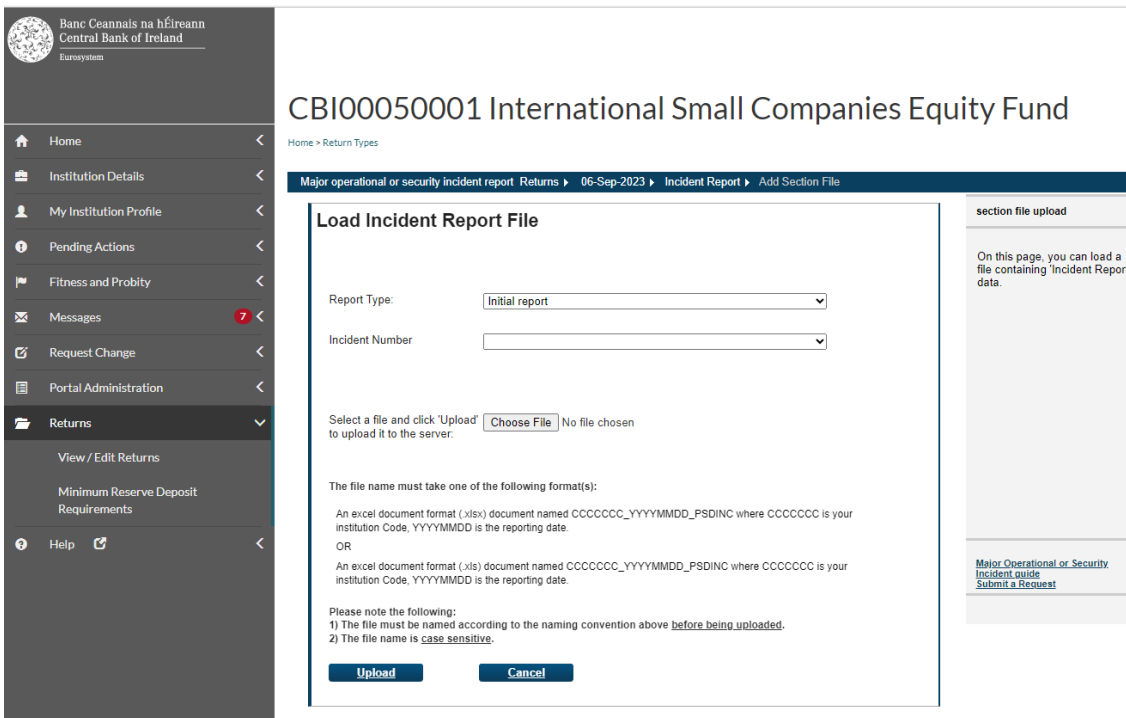 Banc Ceannais na hÉireann
Central Bank of Ireland
Eurosystem
Home
Institution Details
My Institution Profile
Pending Actions
Fitness and Probity
Messages 7
Request Change
Portal Administration
Returns
View / Edit Returns
Minimum Reserve Deposit
Requirements
Help
CBI00050001 International Small Companies Equity Fund
Home > Return Types
Major operational or security incident report Returns 06-Sep-2023 Incident Report Add Section File
Load Incident Report File
Report Type: Initial report
Incident Number
Select a file and click 'Upload' Choose File No file chosen
to upload it to the server:
The file name must take one of the following format(s):
An excel document format (.xlsx) document named CCCCCCC_YYYYMMDD_PSDINC where CCCCCCC is your
institution Code, YYYYMMDD is the reporting date.
OR
An excel document format (.xls) document named CCCCCCC_YYYYMMDD_PSDINC where CCCCCCC is your
institution Code, YYYYMMDD is the reporting date.
Please note the following:
1) The file must be named according to the naming convention above before being uploaded.
2) The file name is case sensitive.
Upload Cancel
section file upload
On this page, you can load a
file containing 'Incident Repor
data.
Major Operational or Security
Incident guide
Submit a Request